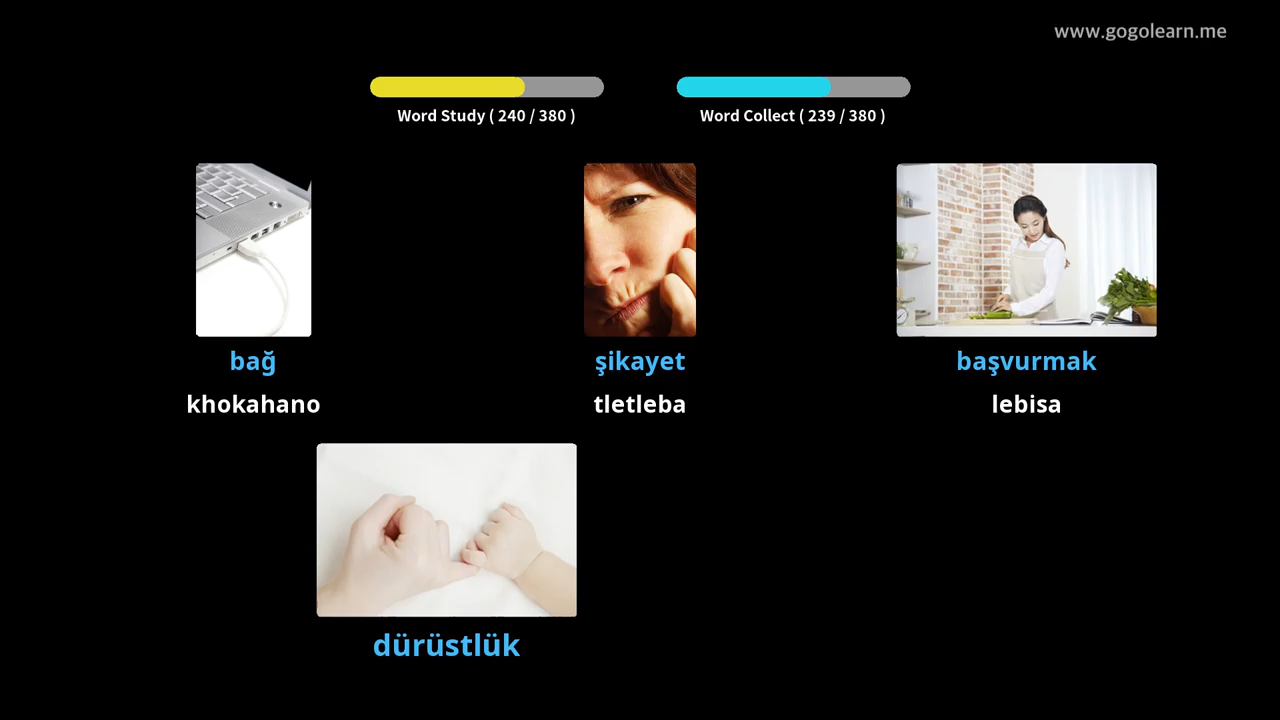 www.gogolearn.me
Word Study ( 240 / 380 )
Word Collect ( 239 / 380 )
bağ
şikayet
başvurmak
khokahano
tletleba
lebisa
dürüstlük